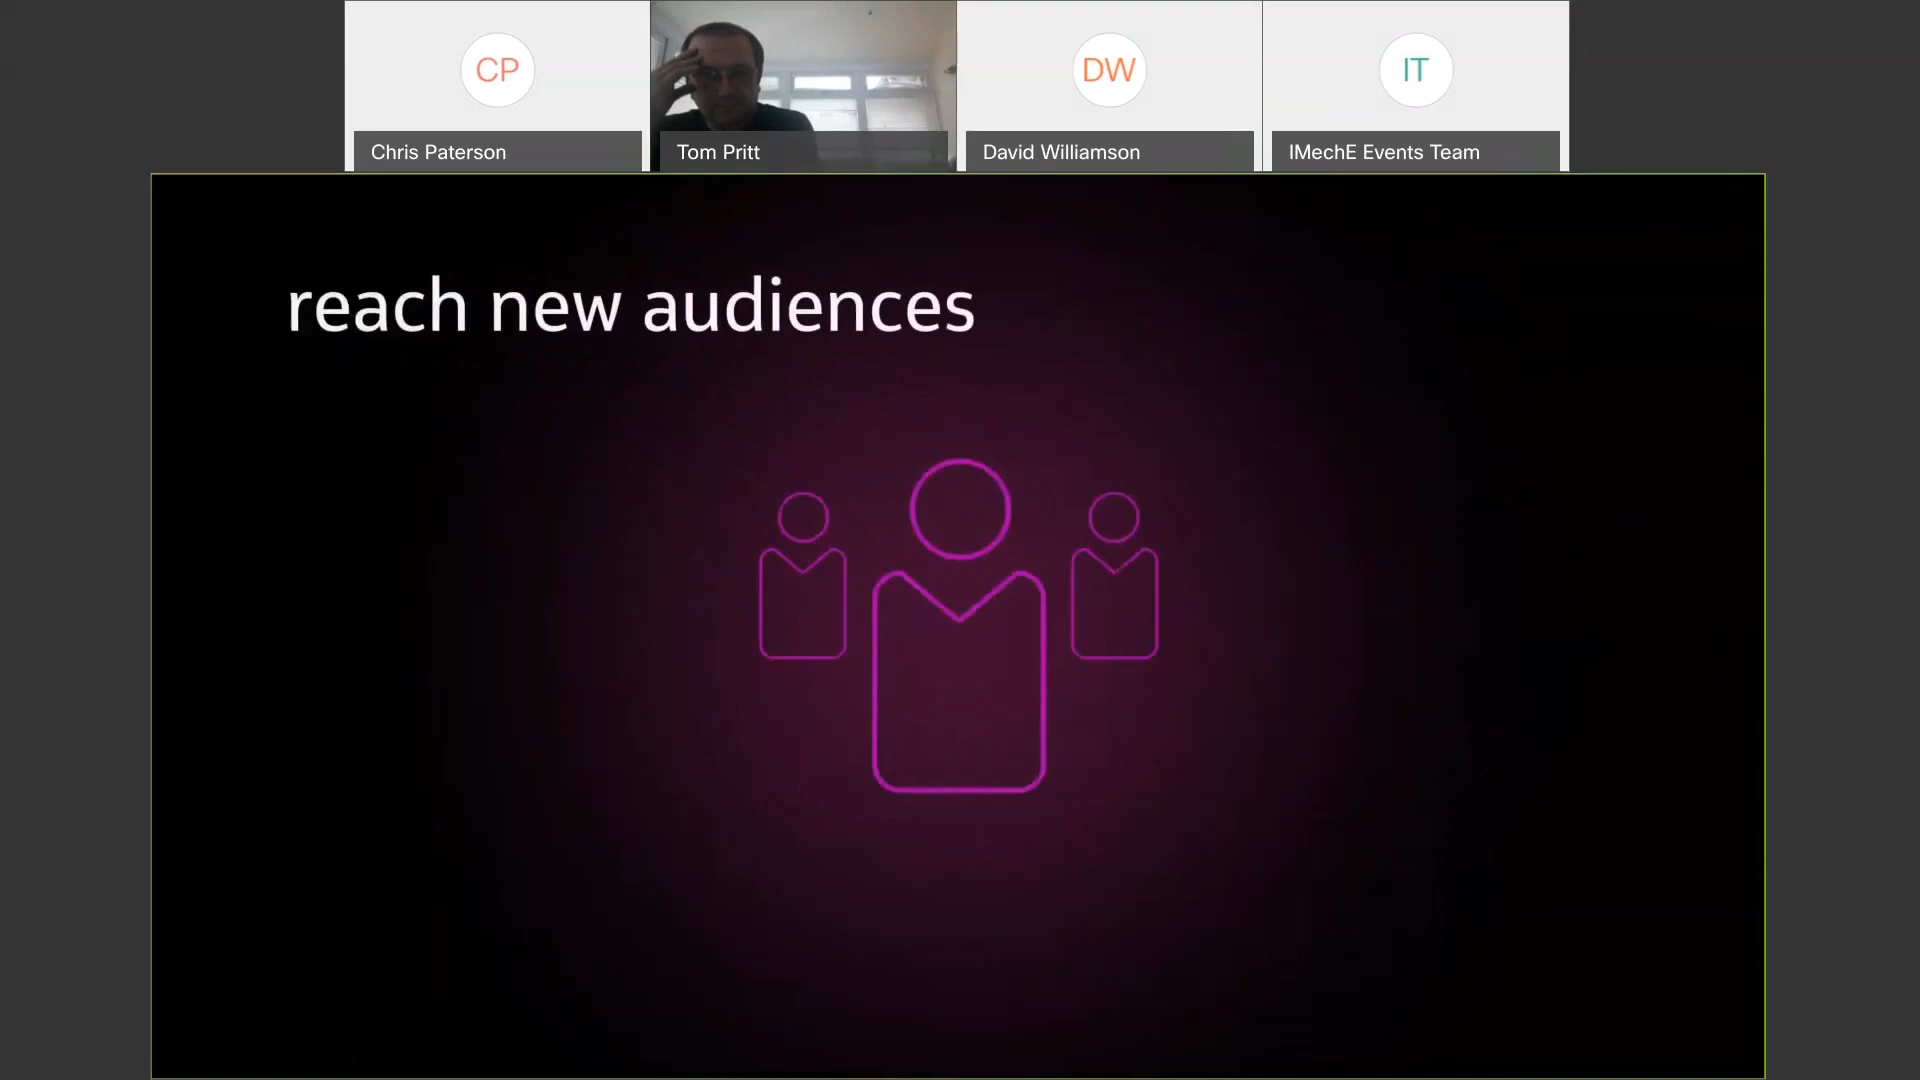 CP
DW
IT
Chris Paterson
Tom Pritt
David Williamson
IMechE Events Team
reach new audiences